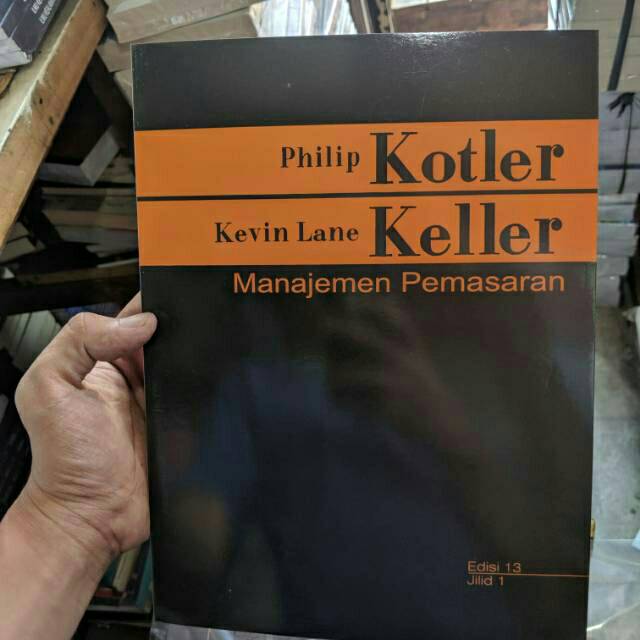 Philip Kotler
Kevin Lane Keller
Manajemen Pemasaran
Edisi 13
Jilid 1